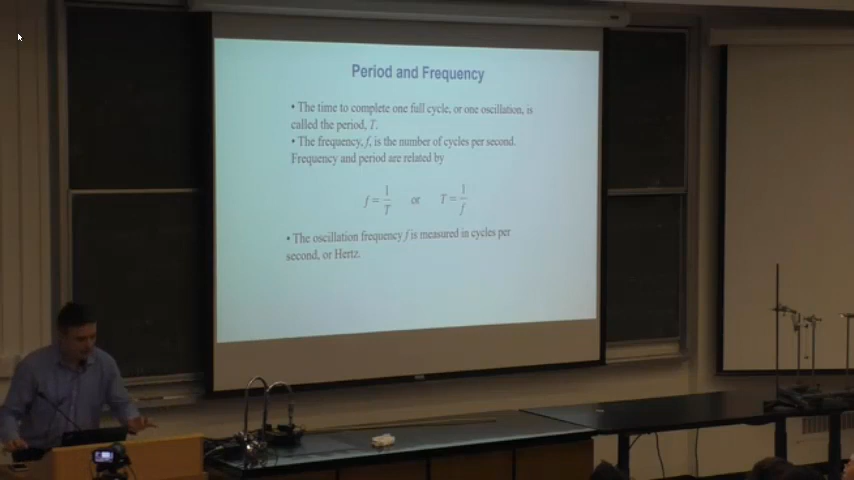 Period and Frequency
• The time to complete one full cycle, or one oscillation, is
called the period, T.
• The frequency, f, is the number of cycles per second.
Frequency and period are related by
f = 1/T or T = 1/f
• The oscillation frequency f is measured in cycles per
second, or Hertz.